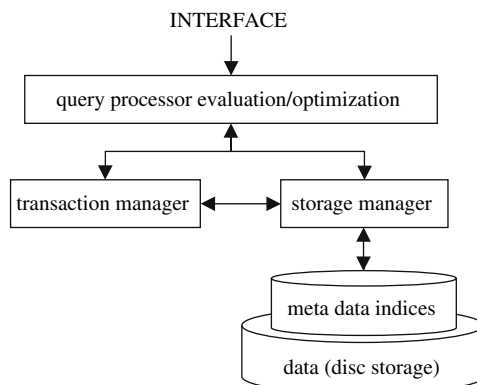 INTERFACE
query processor evaluation/optimization
transaction manager
storage manager
meta data indices
data (disc storage)